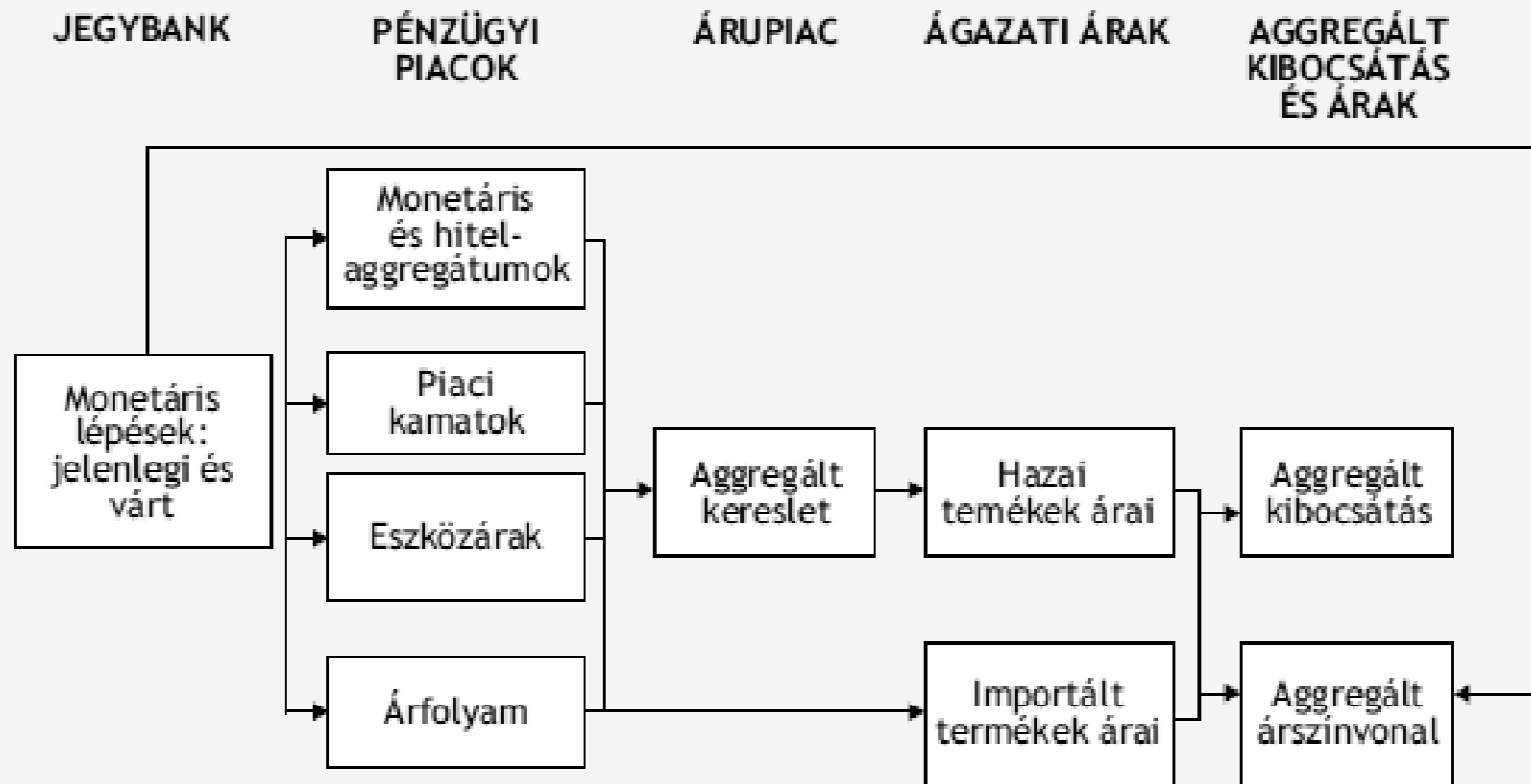 JEGYBANK
PÉNZÜGYI
PIACOK
ÁRUPIAC
ÁGAZATI ÁRAK
AGGREGÁLT
KIBOCSÁTÁS
ÉS ÁRAK
Monetáris
és hitel-
aggregátumok
Monetáris
lépések:
jelenlegi és
várt
Piaci
kamatok
Eszközárak
Árfolyam
Aggregált
kereslet
Hazai
temékek árai
Importált
termékek árai
Aggregált
kibocsátás
Aggregált
árszínvonal